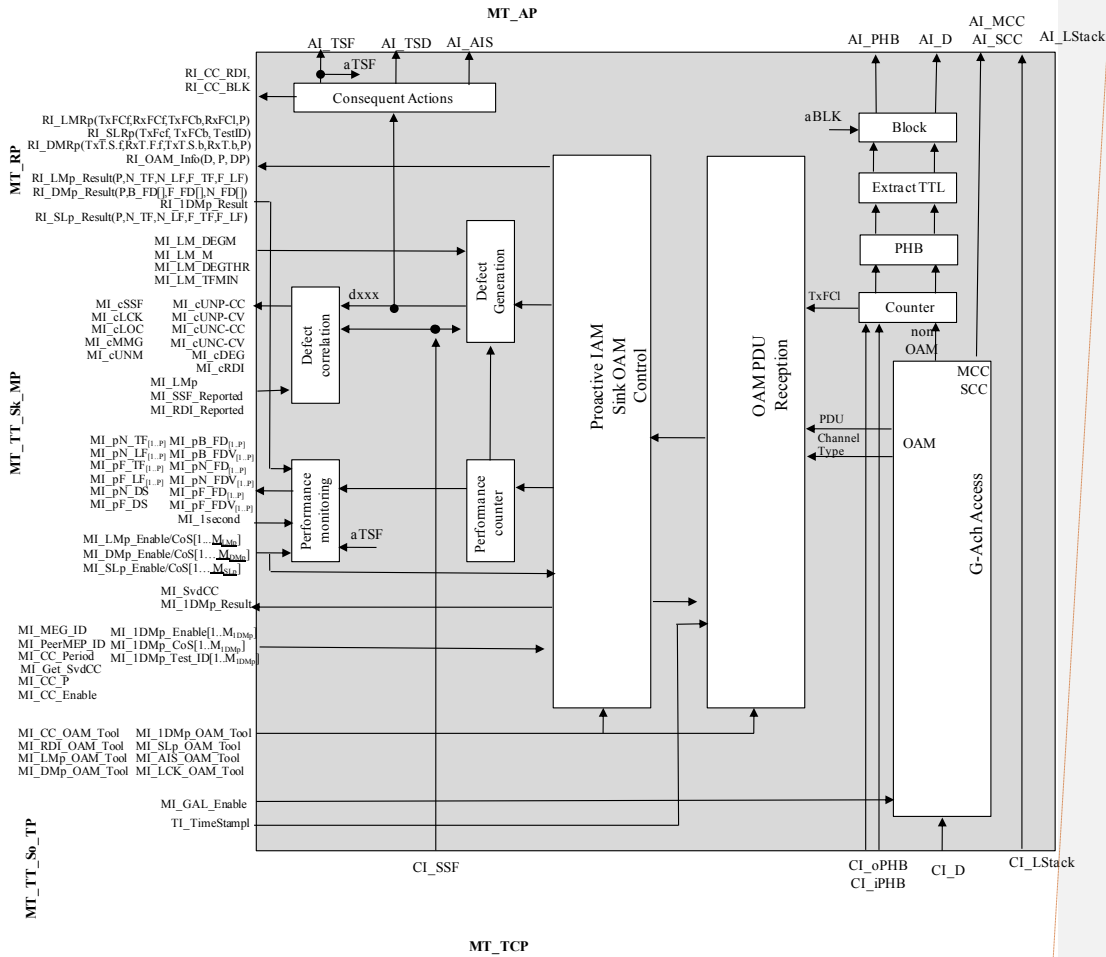 MT_AP
AI_MCC
AI_TSF AI_TSD AI_AIS AI_PHB AI_D AI_SCC AI_LStack
aTSF
RI_CC_RDI,
RI_CC_BLK
Consequent Actions
RI_LMRp(TxFCf,RxFCf,TxFCb,RxFCl,P)
RI_SLRp(TxFcf, TxFCb, TestID)
RI_DMRp(TxT.S.f,RxT.F.f,TxT.S.b,RxT.b,P)
RI_OAM_Info(D, P, DP)
RI_LMp_Result(P,N_TF,N_LF,F_TF,F_LF)
RI_DMp_Result(P,B_FD[],F_FD[],N_FD[])
RI_1DMp_Result
RI_SLp_Result(P,N_TF,N_LF,F_TF,F_LF)
MT_RP
aBLK
Block
Extract TTL
PHB
Counter
TxFCl
non
OAM
MI_LM_DEGM
MI_LM_M
MI_LM_DEGTHR
MI_LM_TFMIN
Defect
Generation
dxxx
MI_cSSF MI_cUNP-CC
MI_cLCK MI_cUNP-CV
MI_cLOC MI_cUNC-CC
MI_cMMG MI_cUNC-CV
MI_cUNM MI_cDEG
MI_cRDI
MI_LMp
MI_SSF_Reported
MI_RDI_Reported
Defect
correlation
Proactive IAM
Sink OAM
Control
OAM PDU
Reception
MCC
SCC
PDU
Channel
Type
OAM
G-Ach Access
MT_TT_Sk_MP
MI_pN_TF[1..P] MI_pB_FD[1..P]
MI_pN_LF[1..P] MI_pB_FDV[1..P]
MI_pF_TF[1..P] MI_pN_FD[1..P]
MI_pF_LF[1..P] MI_pN_FDV[1..P]
MI_pN_DS MI_pF_FD[1..P]
MI_pF_DS MI_pF_FDV[1..P]
MI_1second
Performance
monitoring
Performance
counter
aTSF
MI_LMp_Enable/CoS[1...MLMp]
MI_DMp_Enable/CoS[1...MDMp]
MI_SLp_Enable/CoS[1...MSLp]
MI_SvdCC
MI_1DMp_Result
MI_MEG_ID MI_1DMp_Enable[1..M1DMp]
MI_PeerMEP_ID MI_1DMp_CoS[1..M1DMp]
MI_CC_Period MI_1DMp_Test_ID[1..M1DMp]
MI_Get_SvdCC
MI_CC_P
MI_CC_Enable
MI_CC_OAM_Tool MI_1DMp_OAM_Tool
MI_RDI_OAM_Tool MI_SLp_OAM_Tool
MI_LMp_OAM_Tool MI_AIS_OAM_Tool
MI_DMp_OAM_Tool MI_LCK_OAM_Tool
MI_GAL_Enable
TI_TimeStampl
MT_TT_So_TP
CI_SSF CI_oPHB CI_D CI_LStack
CI_iPHB
MT_TCP